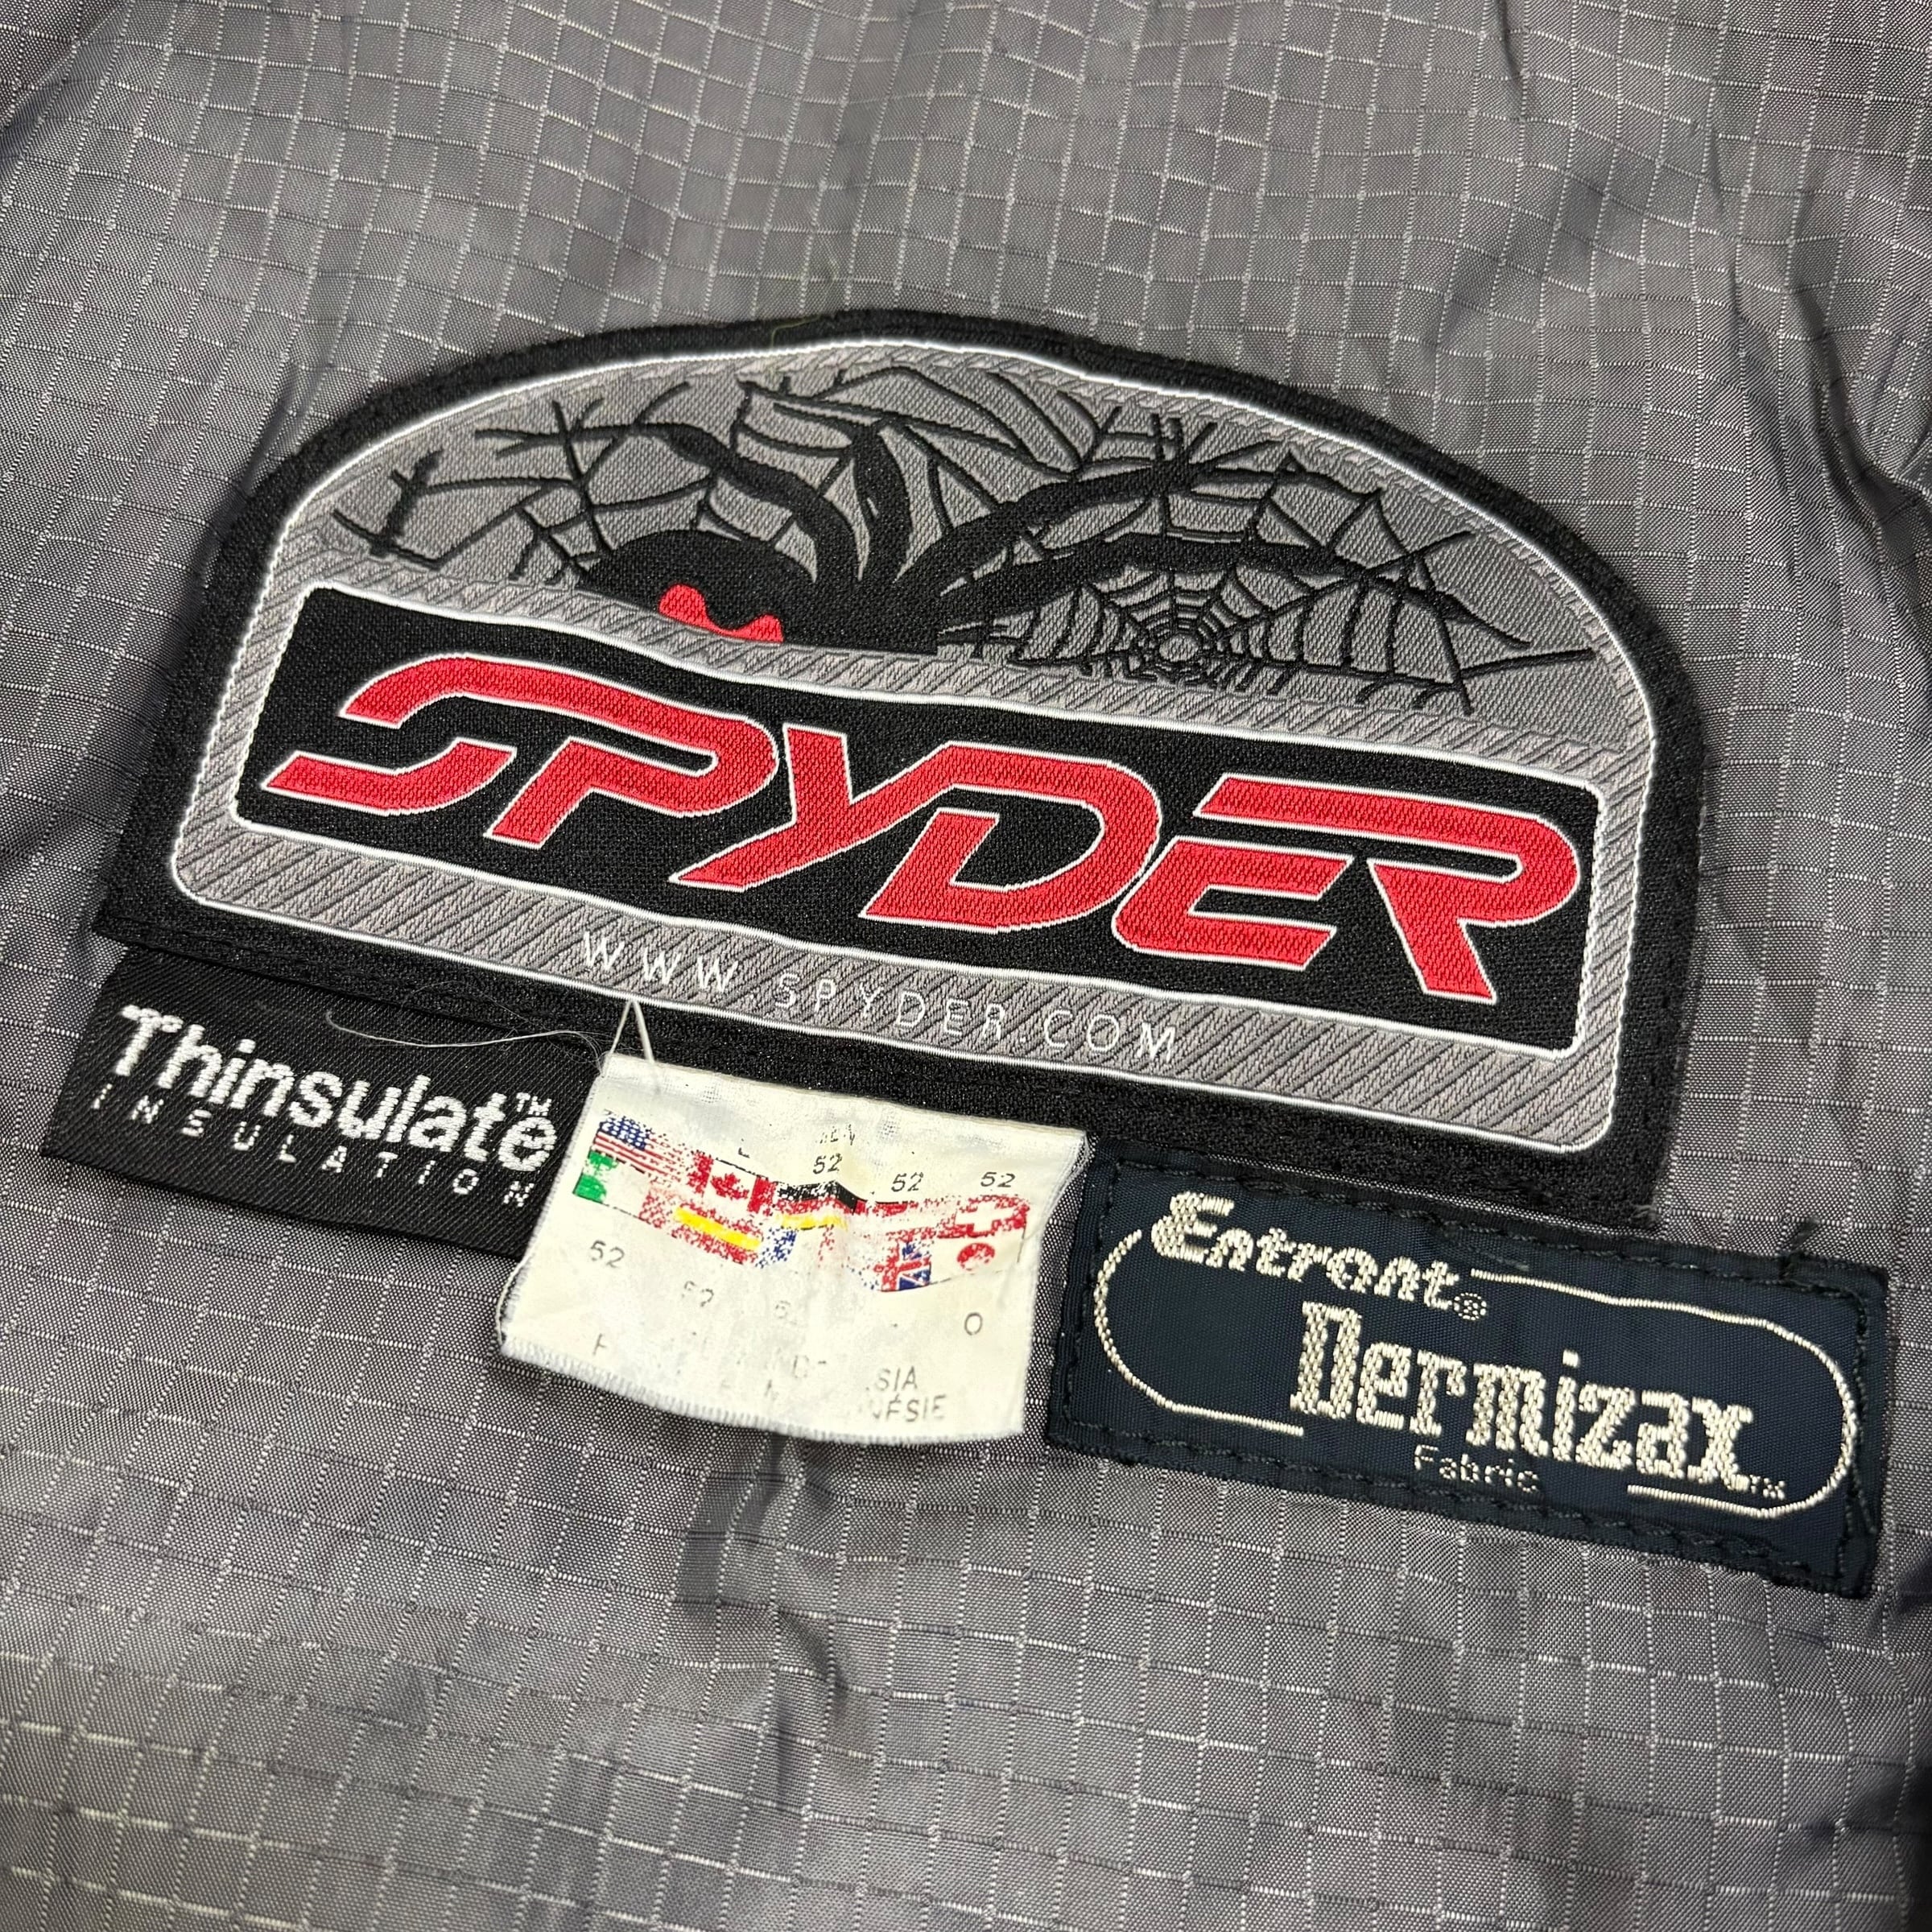 SPYDER
WWW.SPYDER.COM
Thinsulate™
INSULATION
L
52 52 52
52
O
Entrant®
Dermizax™
Fabric